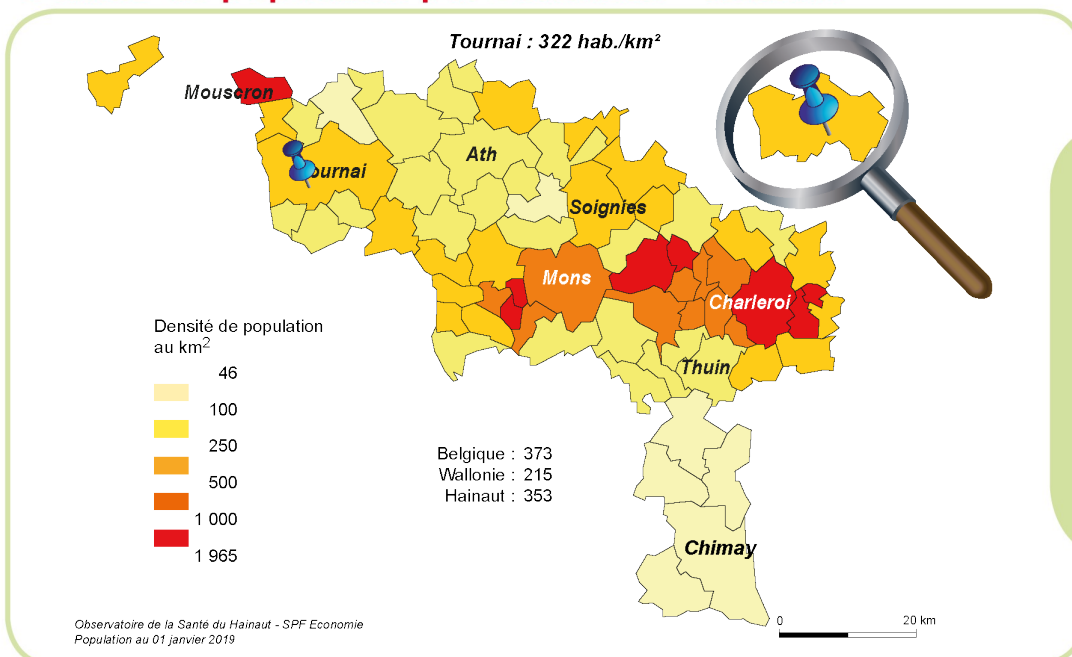 Tournai : 322 hab./km²
Mouscron
Ath
ournai
Soignies
Mons
Charleroi
Thuin
Densité de population
au km2
46
100
250
500
1 000
1 965
Belgique : 373
Wallonie : 215
Hainaut : 353
Chimay
0 20 km
Observatoire de la Santé du Hainaut - SPF Economie
Population au 01 janvier 2019